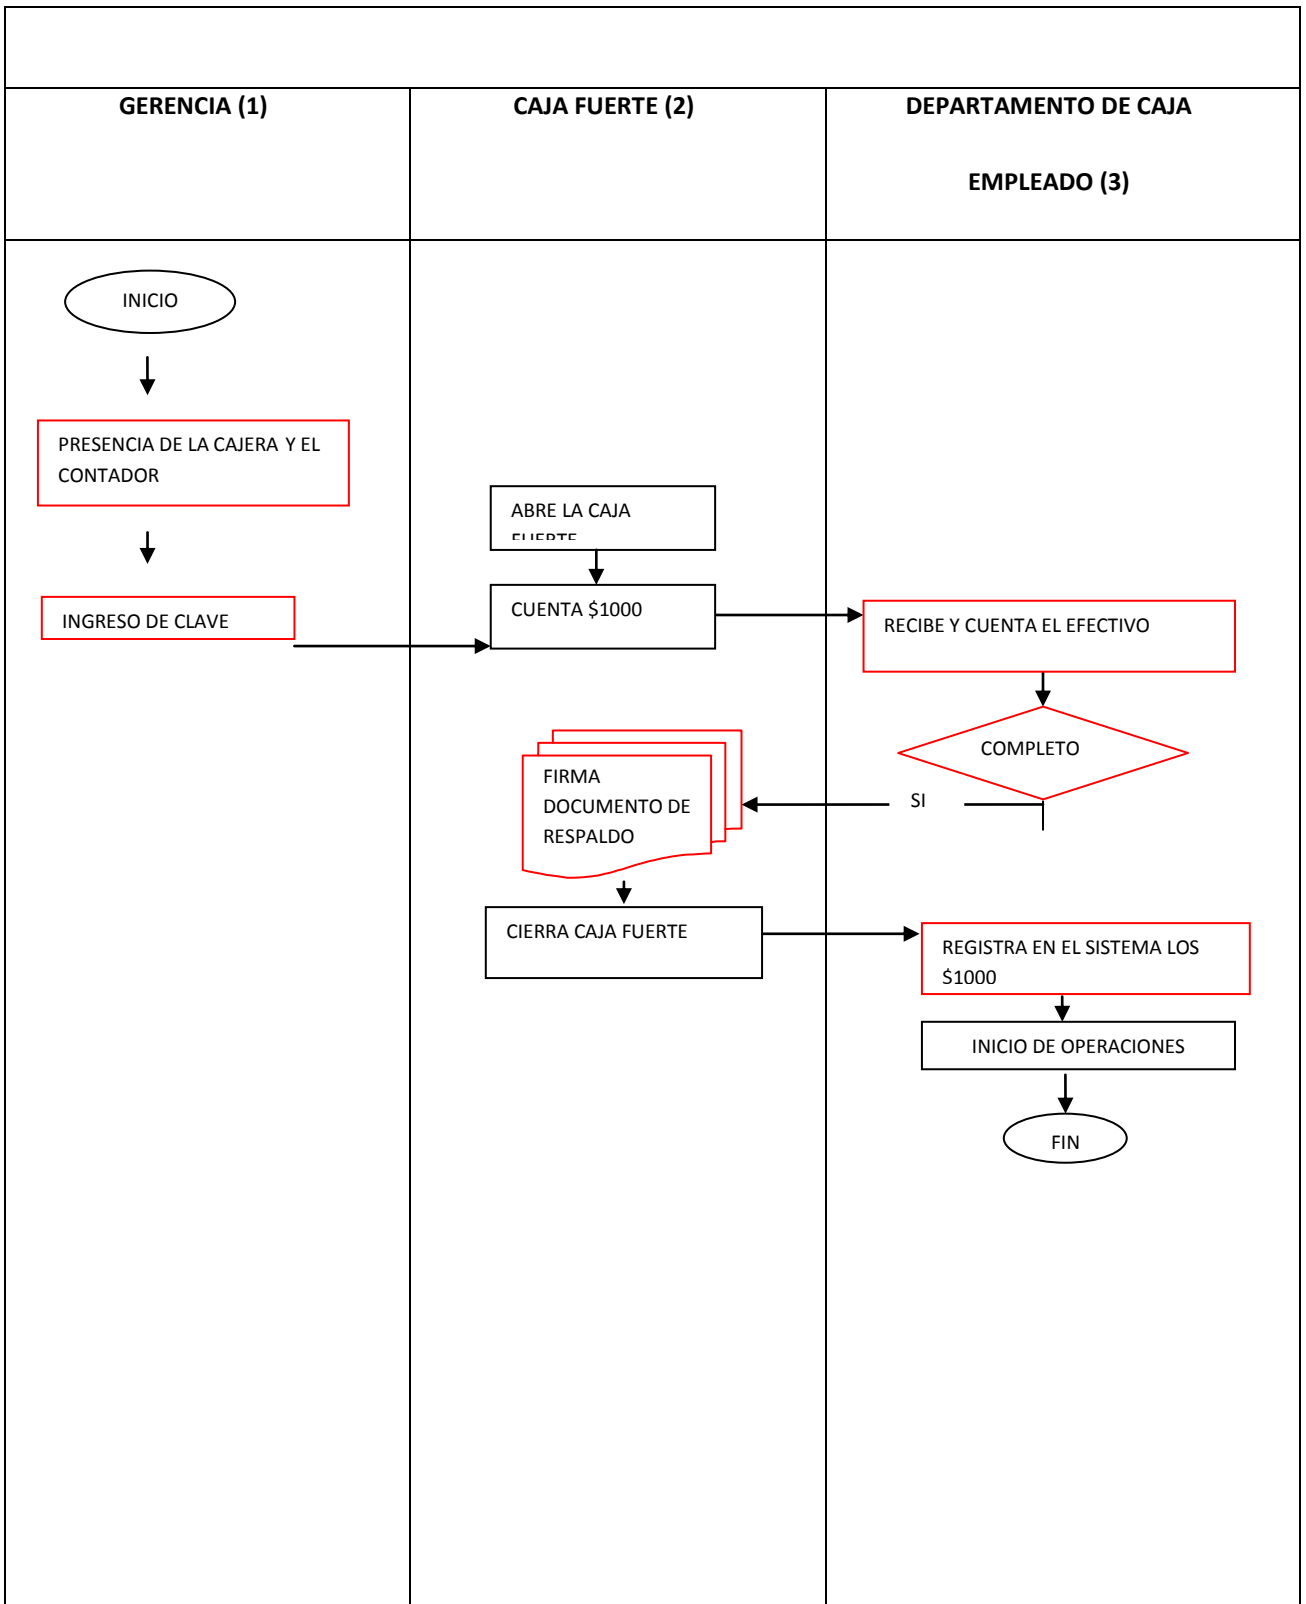 GERENCIA (1)
CAJA FUERTE (2)
DEPARTAMENTO DE CAJA
EMPLEADO (3)
INICIO
PRESENCIA DE LA CAJERA Y EL
CONTADOR
INGRESO DE CLAVE
ABRE LA CAJA
FUERTE
CUENTA $1000
RECIBE Y CUENTA EL EFECTIVO
COMPLETO
SI
FIRMA
DOCUMENTO DE
RESPALDO
CIERRA CAJA FUERTE
REGISTRA EN EL SISTEMA LOS
$1000
INICIO DE OPERACIONES
FIN